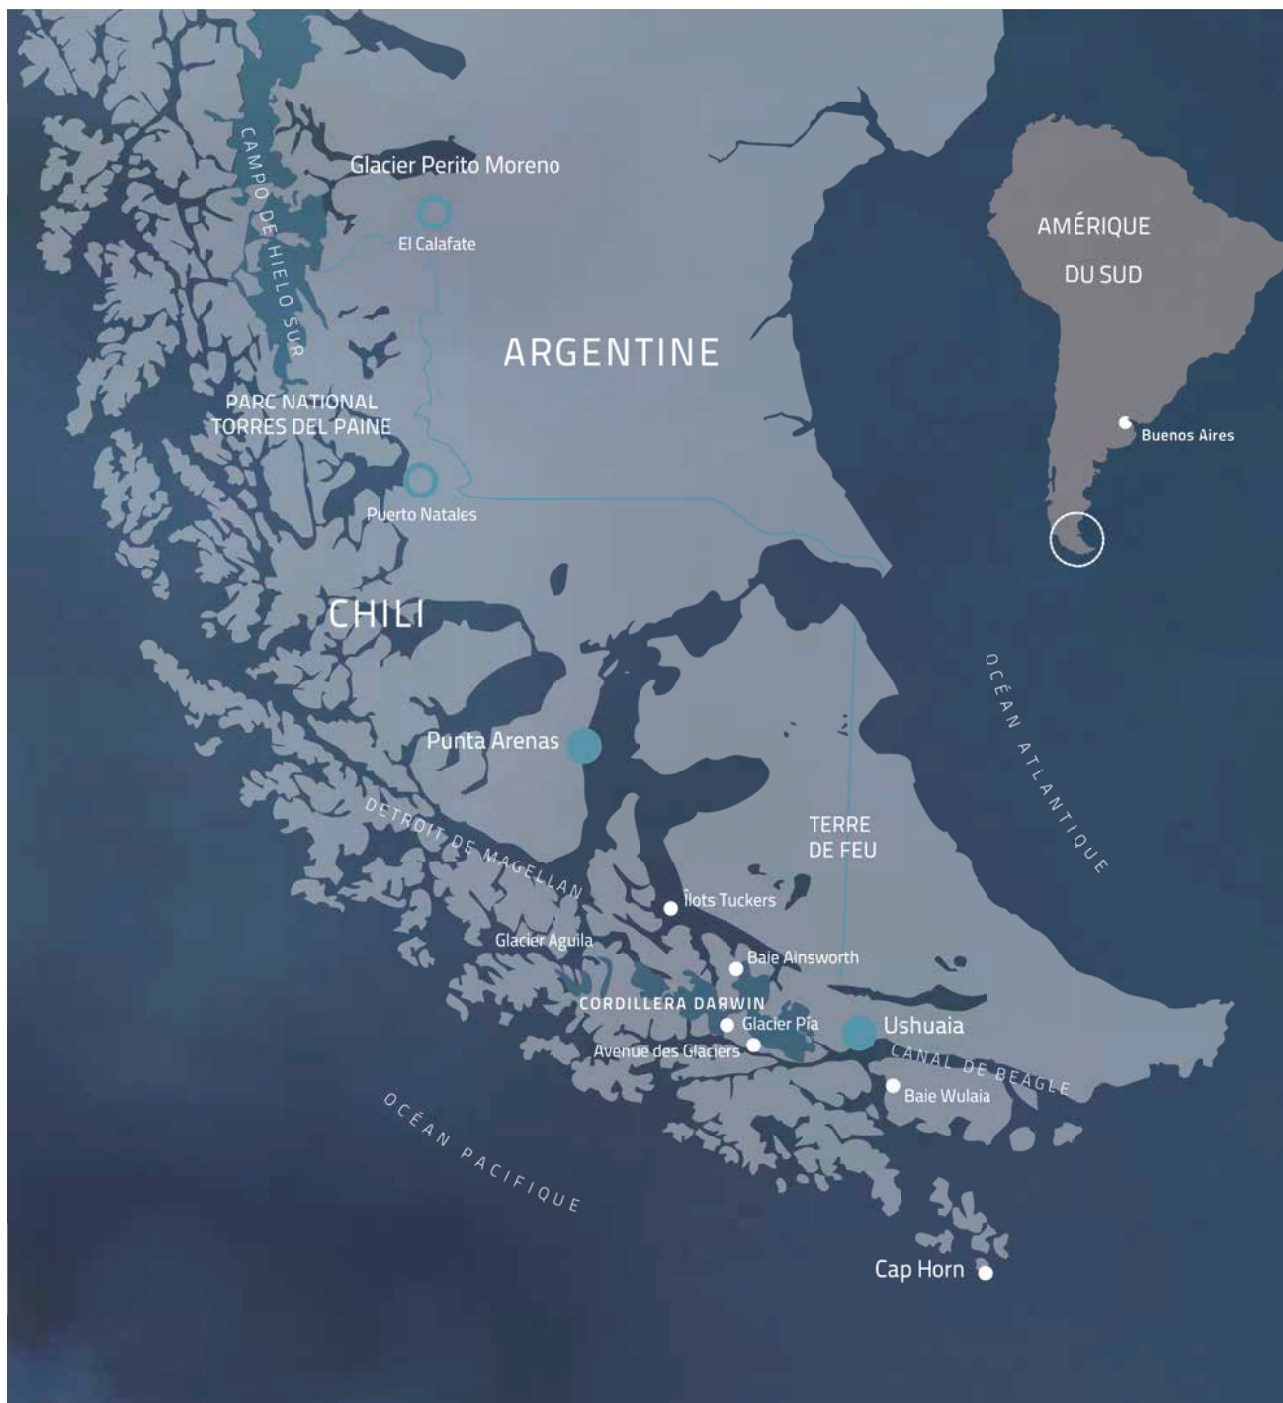 CAMPO DE HIELO SUR
Glacier Perito Moreno
El Calafate
AMÉRIQUE
DU SUD
ARGENTINE
PARC NATIONAL
TORRES DEL PAINE
Buenos Aires
Puerto Natales
CHILI
OCÉAN ATLANTIQUE
Punta Arenas
DETROIT DE MAGELLAN
TERRE
DE FEU
Îlots Tuckers
Glacier Aguila
Baie Ainsworth
CORDILLERA DARWIN
Glacier Pía
Ushuaia
Avenue des Glaciers
CANAL DE BEAGLE
Baie Wulaia
OCÉAN PACIFIQUE
Cap Horn